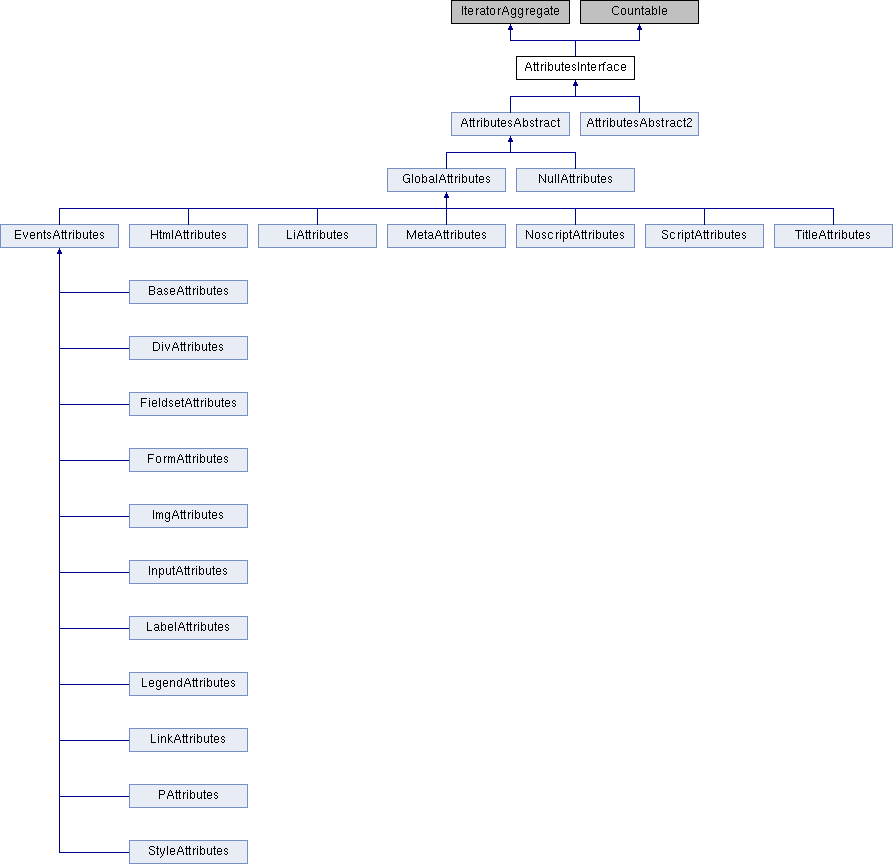 IteratorAggregate
Countable
AttributesInterface
AttributesAbstract
AttributesAbstract2
GlobalAttributes
NullAttributes
EventsAttributes
HtmlAttributes
LiAttributes
MetaAttributes
NoscriptAttributes
ScriptAttributes
TitleAttributes
BaseAttributes
DivAttributes
FieldsetAttributes
FormAttributes
ImgAttributes
InputAttributes
LabelAttributes
LegendAttributes
LinkAttributes
PAttributes
StyleAttributes